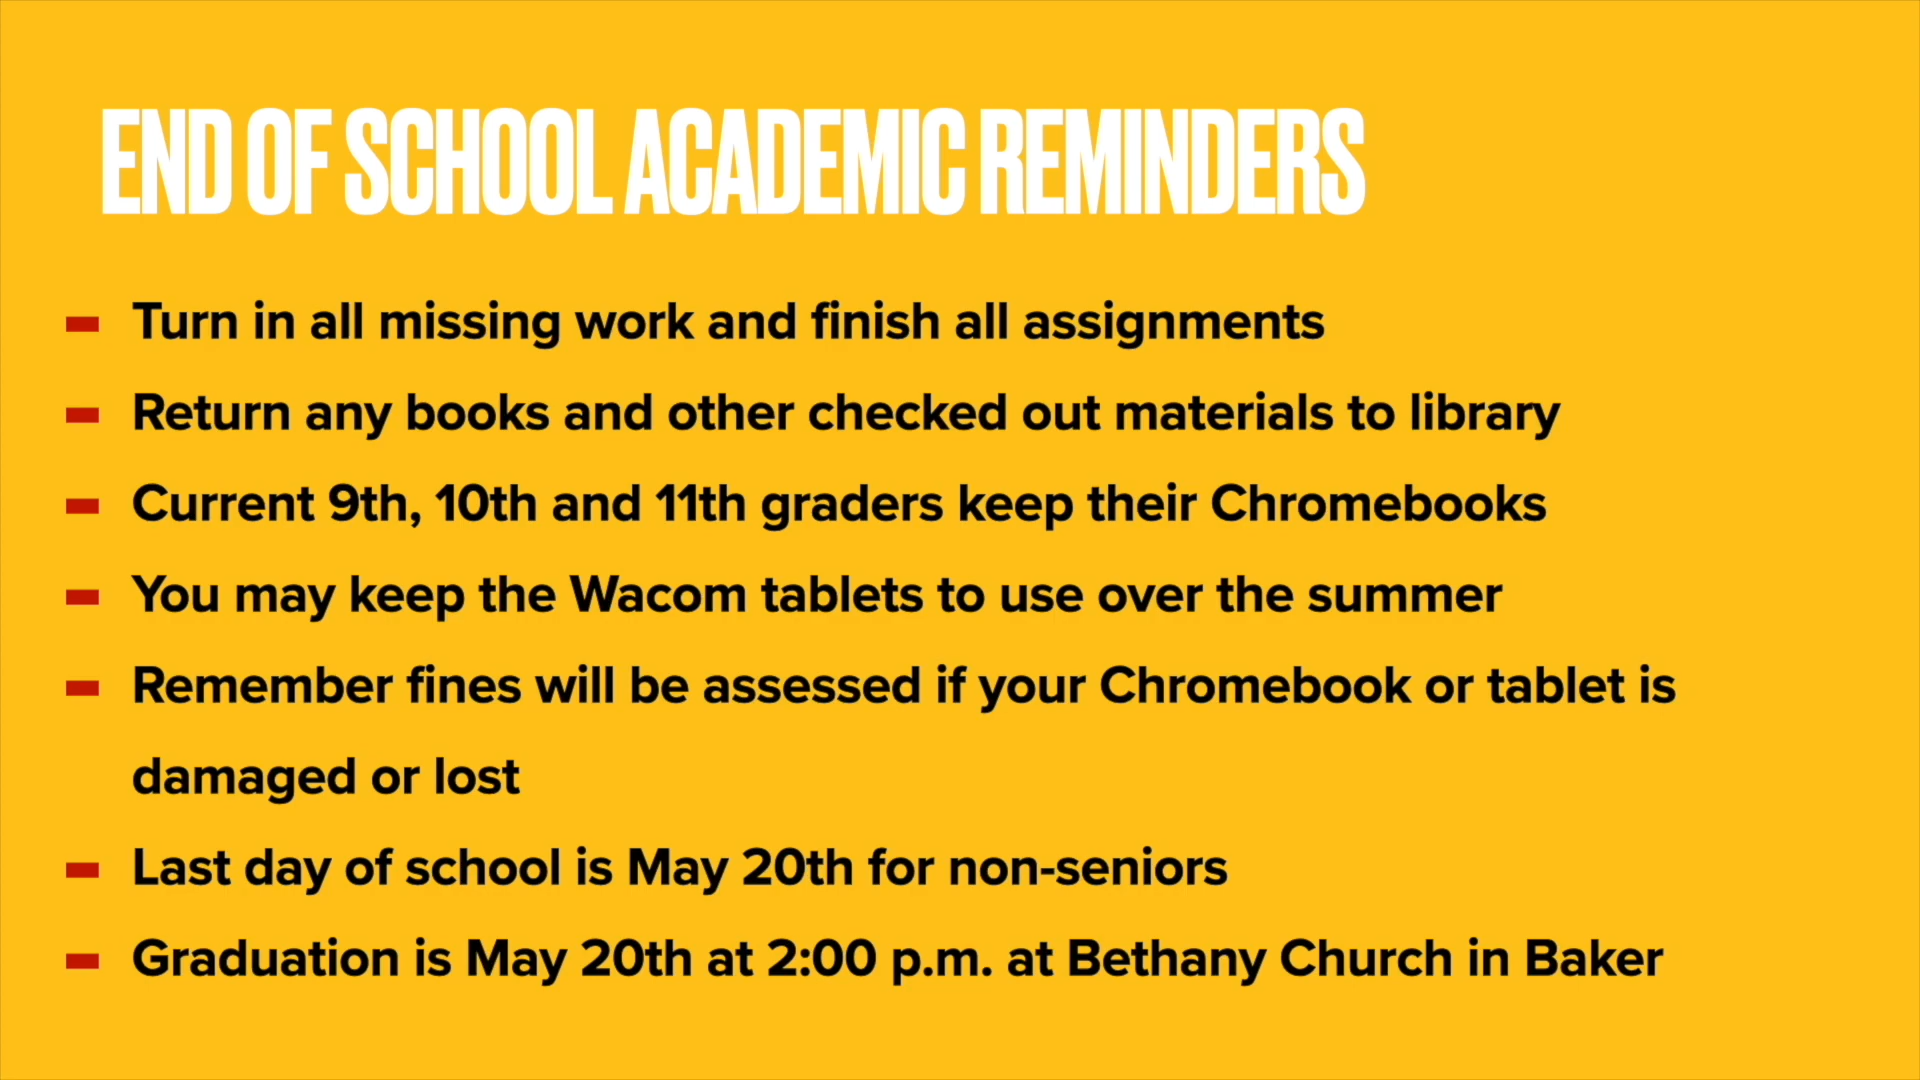 END OF SCHOOL ACADEMIC REMINDERS
Turn in all missing work and finish all assignments
Return any books and other checked out materials to library
Current 9th, 10th and 11th graders keep their Chromebooks
You may keep the Wacom tablets to use over the summer
Remember fines will be assessed if your Chromebook or tablet is
damaged or lost
Last day of school is May 20th for non-seniors
Graduation is May 20th at 2:00 p.m. at Bethany Church in Baker